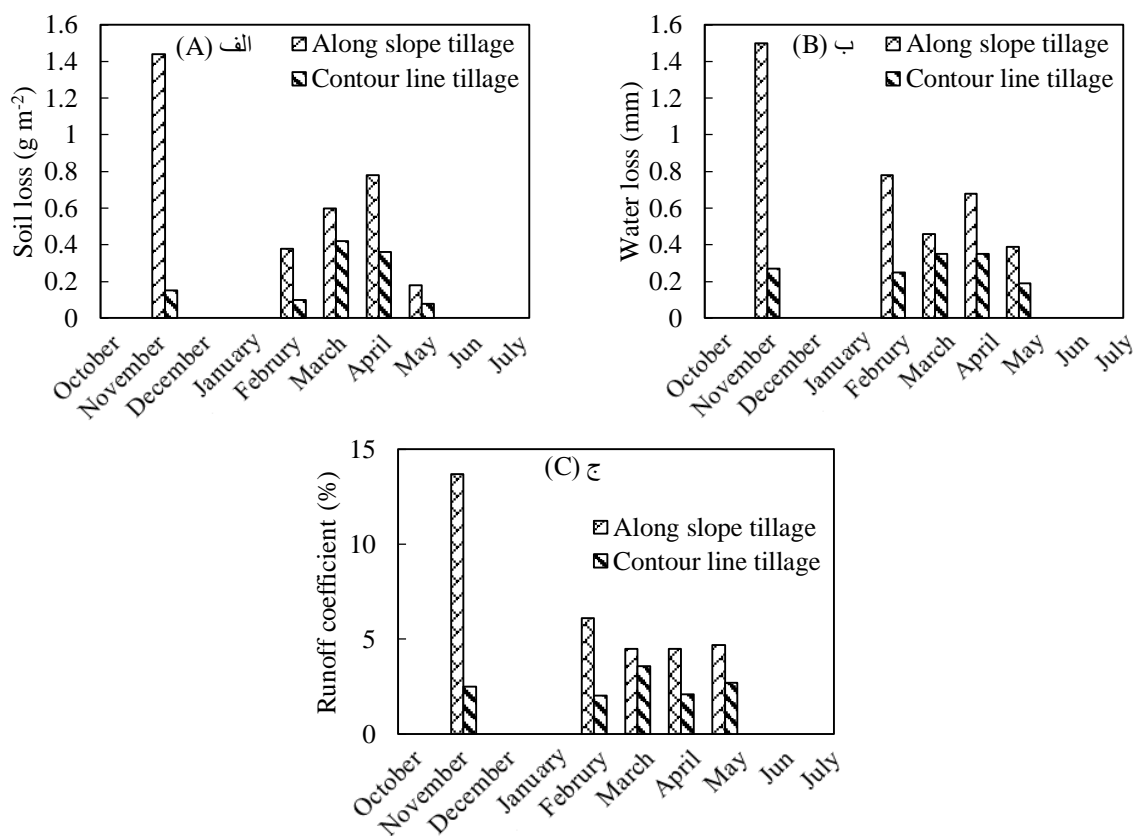 (A) الف
Along slope tillage
Contour line tillage
Soil loss (g m⁻²)
1.6
1.4
1.2
1
0.8
0.6
0.4
0.2
0
October
November
December
January
Februry
March
April
May
Jun
July
(B) ب
Along slope tillage
Contour line tillage
Water loss (mm)
1.6
1.4
1.2
1
0.8
0.6
0.4
0.2
0
October
November
December
January
Februry
March
April
May
Jun
July
(C) ج
Along slope tillage
Contour line tillage
Runoff coefficient (%)
15
10
5
0
October
November
December
January
Februry
March
April
May
Jun
July